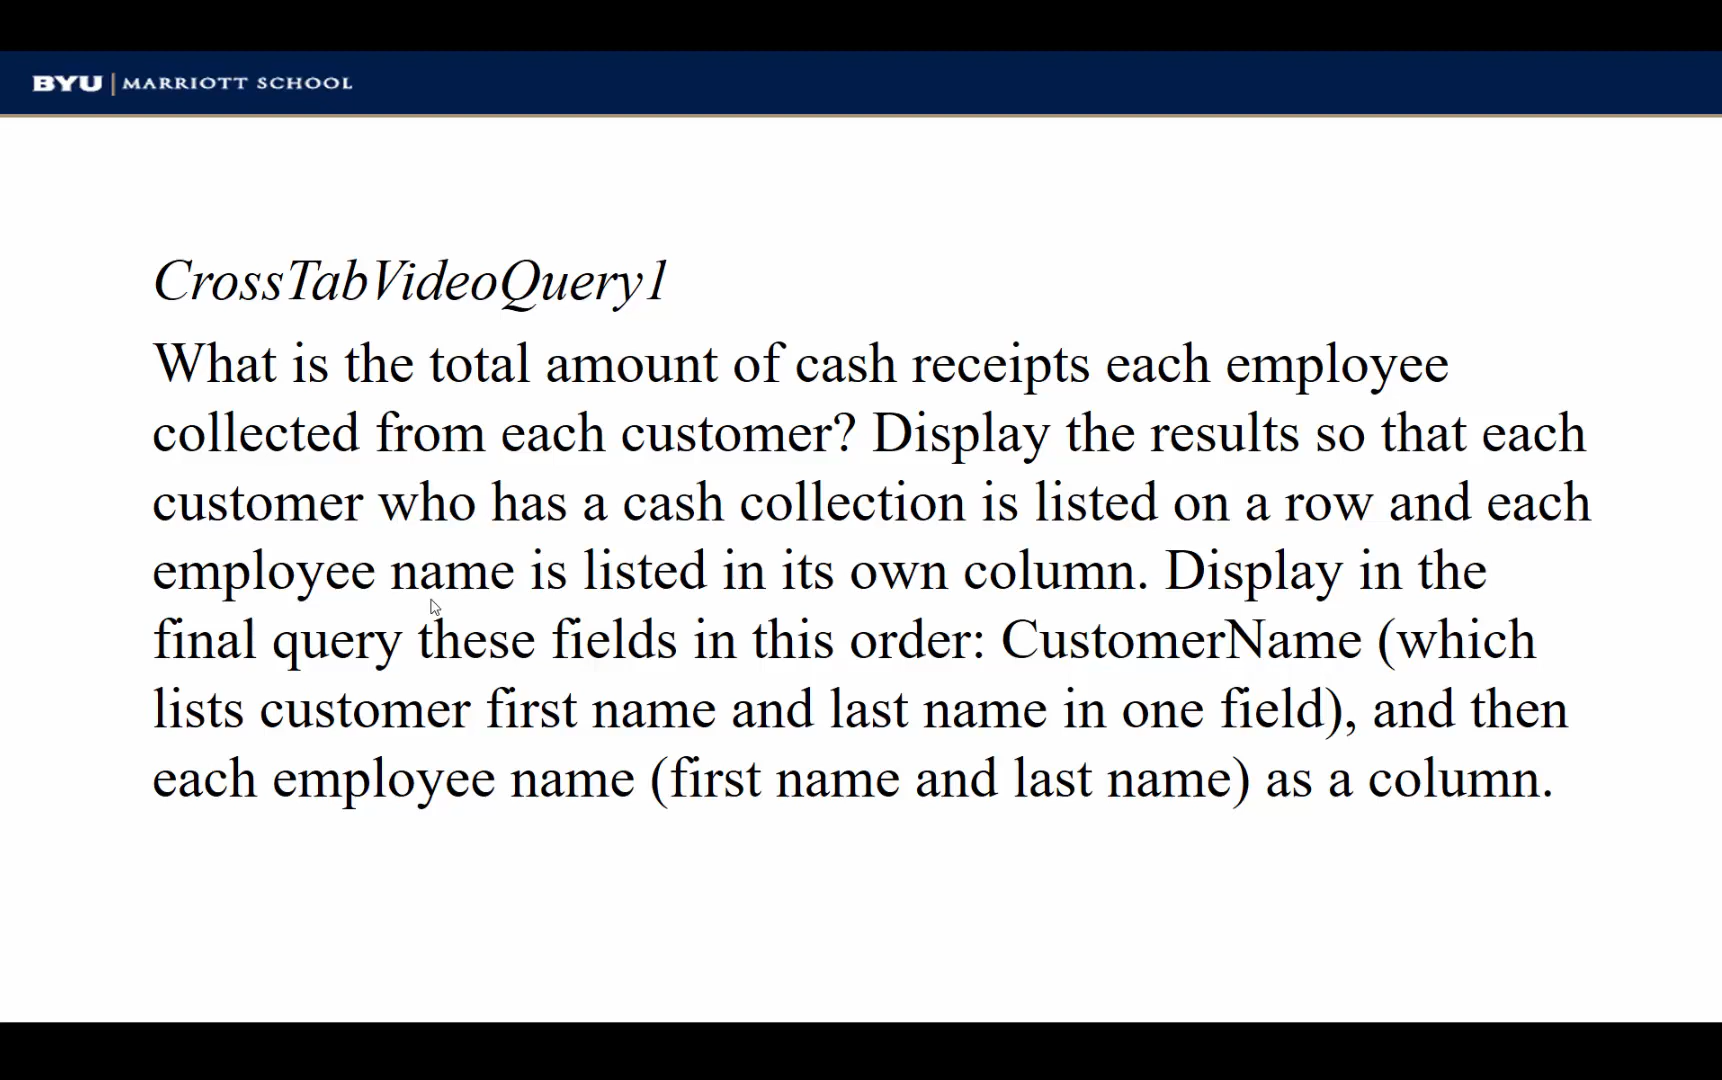 BYU | MARRIOTT SCHOOL
CrossTabVideoQuery1
What is the total amount of cash receipts each employee
collected from each customer? Display the results so that each
customer who has a cash collection is listed on a row and each
employee name is listed in its own column. Display in the
final query these fields in this order: CustomerName (which
lists customer first name and last name in one field), and then
each employee name (first name and last name) as a column.